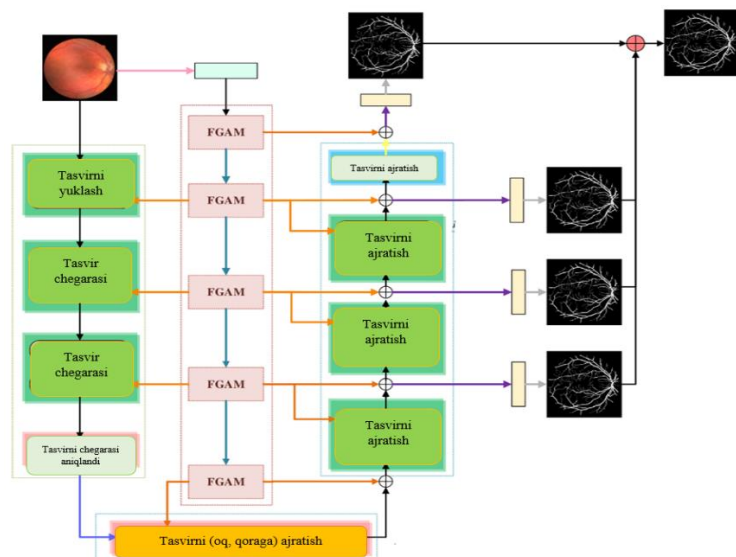 FGAM
Tasvirni ajratish
Tasvirni
yuklash
FGAM
Tasvirni
ajratish
Tasvir
chegarasi
FGAM
Tasvirni
ajratish
Tasvir
chegarasi
FGAM
Tasvirni
ajratish
Tasvirni chegarasi
aniqlandi
FGAM
Tasvirni (oq, qoraga) ajratish